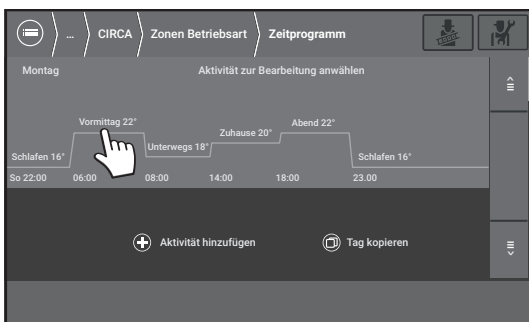 … CIRCA Zonen Betriebsart Zeitprogramm
Montag Aktivität zur Bearbeitung anwählen
Vormittag 22° Abend 22°
Zuhause 20°
Unterwegs 18°
Schlafen 16° Schlafen 16°
So 22:00 06:00 08:00 14:00 18:00 23.00
Aktivität hinzufügen Tag kopieren